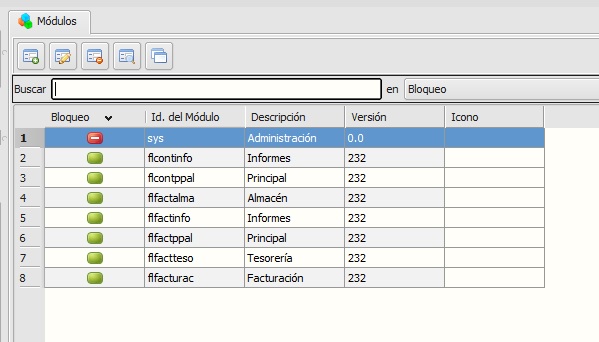 Módulos
Buscar en Bloqueo
Bloqueo Id. del Módulo Descripción Versión Icono
1 sys Administración 0.0
2 flcontinfo Informes 232
3 flcontppal Principal 232
4 flfactalma Almacén 232
5 flfactinfo Informes 232
6 flfactppal Principal 232
7 flfactteso Tesorería 232
8 flfacturac Facturación 232